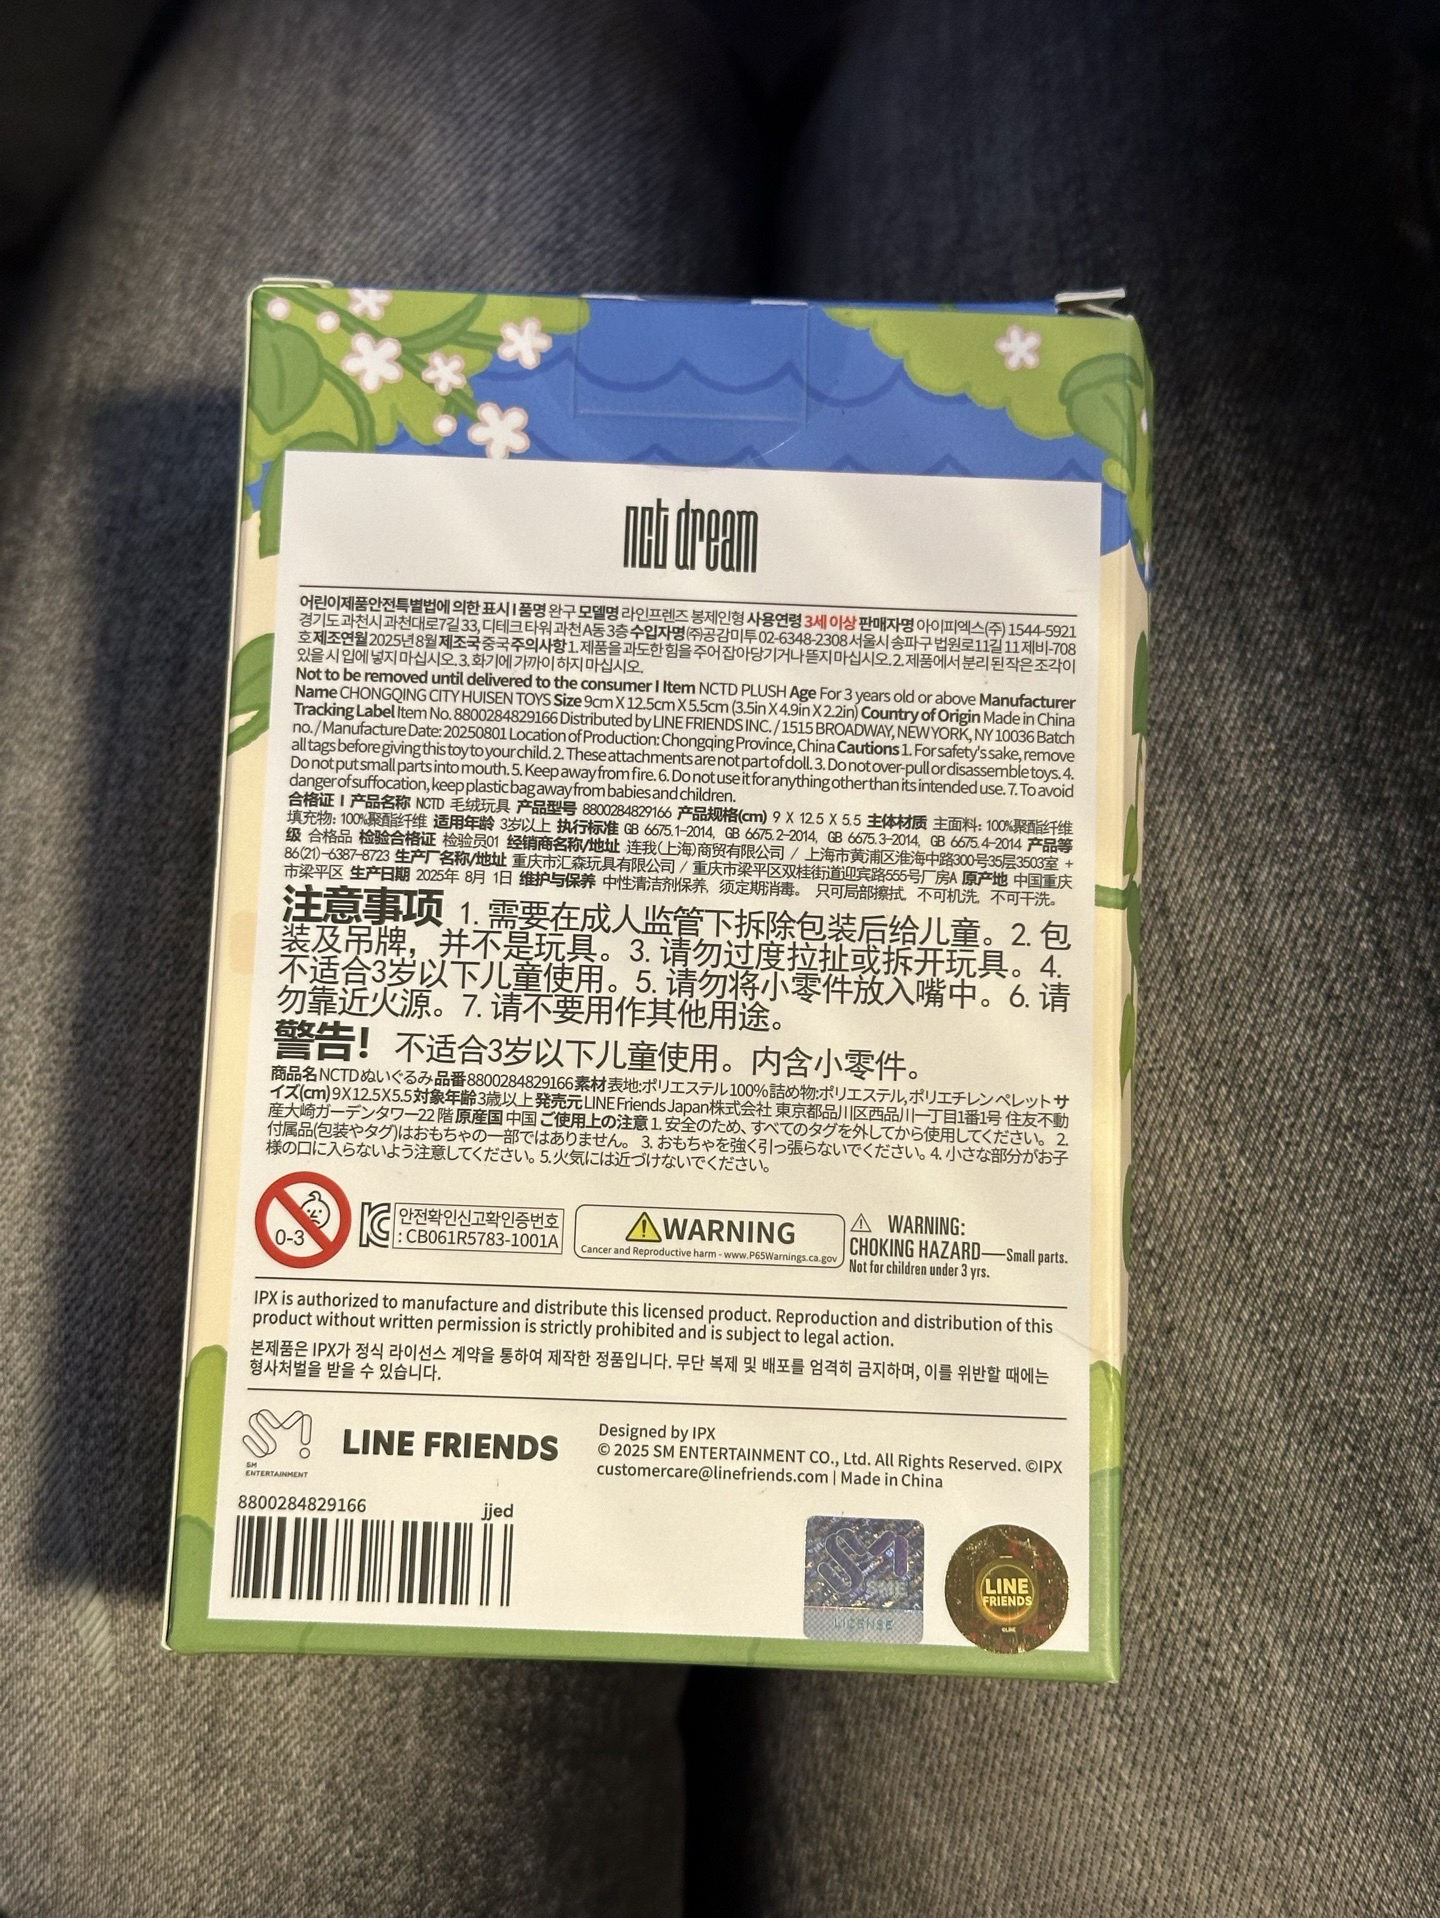 nct dream
어린이제품안전특별법에 의한 표시 I 품명 완구 모델명 라인프렌즈 봉제인형 사용연령 3세 이상 판매자명 아이피엑스(주) 1544-5921
경기도 과천시 과천대로7길 33, 디테크 타워 과천 A동 3층 수입자명 ㈜공감미투 02-6348-2308 서울시 송파구 법원로11길 11 제비-708
호 제조연월 2025년 8월 제조국 중국 주의사항 1. 제품을 과도한 힘을 주어 잡아당기거나 뜯지 마십시오. 2. 제품에서 분리 된 작은 조각이
있을 시 입에 넣지 마십시오. 3. 화기에 가까이 하지 마십시오.
Not to be removed until delivered to the consumer I Item NCTD PLUSH Age For 3 years old or above Manufacturer
Name CHONGQING CITY HUISEN TOYS Size 9cm X 12.5cm X 5.5cm (3.5in X 4.9in X 2.2in) Country of Origin Made in China
Tracking Label Item No. 8800284829166 Distributed by LINE FRIENDS INC. / 1515 BROADWAY, NEW YORK, NY 10036 Batch
no. / Manufacture Date: 20250801 Location of Production: Chongqing Province, China Cautions 1. For safety's sake, remove
all tags before giving this toy to your child. 2. These attachments are not part of doll. 3. Do not over-pull or disassemble toys. 4.
Do not put small parts into mouth. 5. Keep away from fire. 6. Do not use it for anything other than its intended use. 7. To avoid
danger of suffocation, keep plastic bag away from babies and children.
合格证 I 产品名称 NCTD 毛绒玩具 产品型号 8800284829166 产品规格(cm) 9 X 12.5 X 5.5 主体材质 主面料: 100%聚酯纤维
填充物: 100%聚酯纤维 适用年龄 3岁以上 执行标准 GB 6675.1-2014, GB 6675.2-2014, GB 6675.3-2014, GB 6675.4-2014 产品等
级 合格品 检验合格证 检验员01 经销商名称/地址 连我(上海)商贸有限公司 / 上海市黄浦区淮海中路300号35层3503室 +
86(21)-6387-8723 生产厂名称/地址 重庆市汇森玩具有限公司 / 重庆市梁平区双桂街道迎宾路555号厂房A 原产地 中国重庆
市梁平区 生产日期 2025年 8月 1日 维护与保养 中性清洁剂保养, 须定期消毒。 只可局部擦拭, 不可机洗, 不可干洗。
注意事项 1. 需要在成人监管下拆除包装后给儿童。2. 包
装及吊牌，并不是玩具。3. 请勿过度拉扯或拆开玩具。4.
不适合3岁以下儿童使用。5. 请勿将小零件放入嘴中。6. 请
勿靠近火源。7. 请不要用作其他用途。
警告! 不适合3岁以下儿童使用。内含小零件。
商品名 NCTD ぬいぐるみ 品番 8800284829166 素材 表地:ポリエステル 100% 詰め物:ポリエステル, ポリエチレン ペレット サ
イズ(cm) 9 X 12.5 X 5.5 対象年齢 3歳以上 発売元 LINE Friends Japan株式会社 東京都品川区西品川一丁目1番1号 住友不動
産大崎ガーデンタワー22 階 原産国 中国 ご使用上の注意 1. 安全のため、すべてのタグを外してから使用してください。 2.
付属品(包装やタグ)はおもちゃの一部ではありません。 3. おもちゃを強く引っ張らないでください。 4. 小さな部分がお子
様の口に入らないよう注意してください。 5. 火気には近づけないでください。
0-3
안전확인신고확인증번호
: CB061R5783-1001A
WARNING
Cancer and Reproductive harm - www.P65Warnings.ca.gov
WARNING:
CHOKING HAZARD—Small parts.
Not for children under 3 yrs.
IPX is authorized to manufacture and distribute this licensed product. Reproduction and distribution of this
product without written permission is strictly prohibited and is subject to legal action.
본제품은 IPX가 정식 라이선스 계약을 통하여 제작한 정품입니다. 무단 복제 및 배포를 엄격히 금지하며, 이를 위반할 때에는
형사처벌을 받을 수 있습니다.
SM
ENTERTAINMENT
LINE FRIENDS
Designed by IPX
© 2025 SM ENTERTAINMENT CO., Ltd. All Rights Reserved. ©IPX
customercare@linefriends.com | Made in China
8800284829166
jjed
LICENSE
LINE
FRIENDS